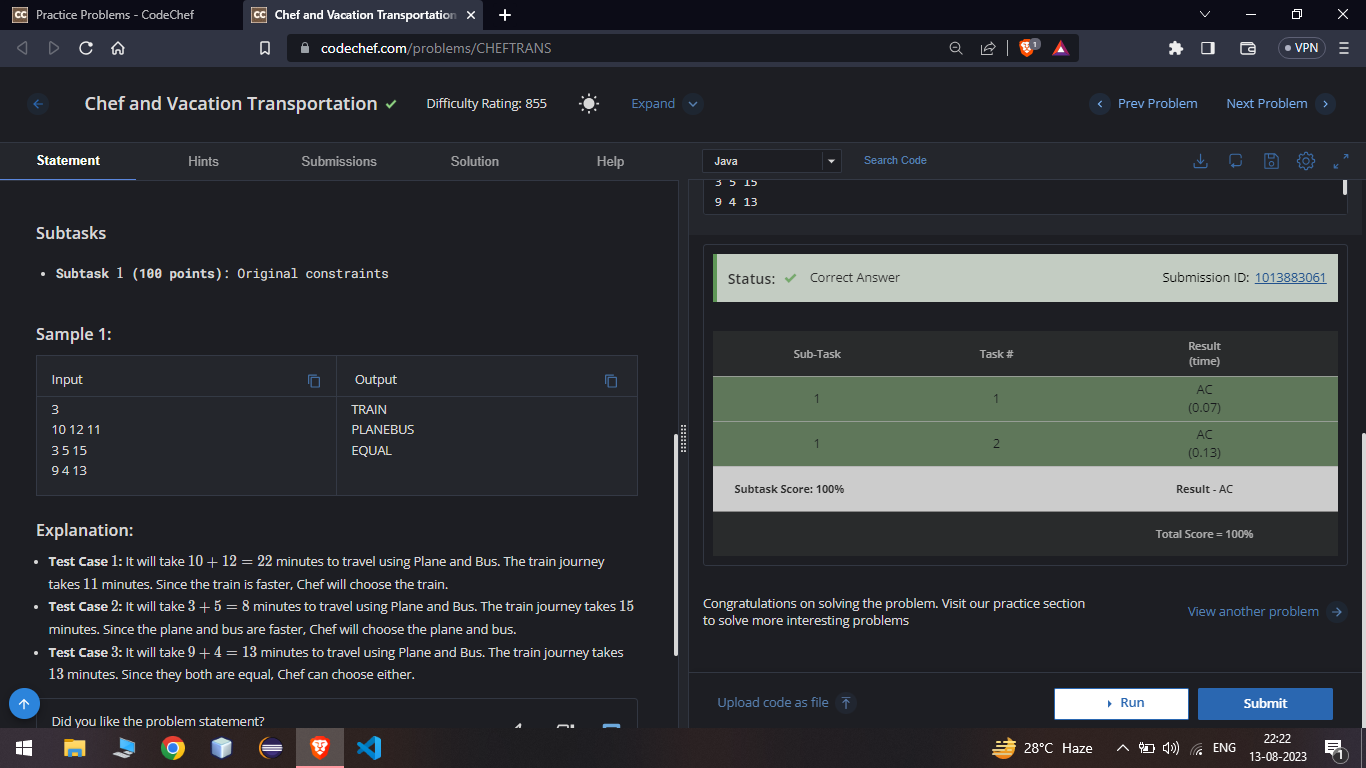 CC Practice Problems - CodeChef
CC Chef and Vacation Transportation
codechef.com/problems/CHEFTRANS
1
VPN
Chef and Vacation Transportation
Difficulty Rating: 855
Expand
Prev Problem
Next Problem
Statement
Hints
Submissions
Solution
Help
Subtasks
• Subtask 1 (100 points): Original constraints
Sample 1:
Input
Output
3
10 12 11
3 5 15
9 4 13
TRAIN
PLANEBUS
EQUAL
Explanation:
• Test Case 1: It will take 10 + 12 = 22 minutes to travel using Plane and Bus. The train journey
takes 11 minutes. Since the train is faster, Chef will choose the train.
• Test Case 2: It will take 3 + 5 = 8 minutes to travel using Plane and Bus. The train journey takes 15
minutes. Since the plane and bus are faster, Chef will choose the plane and bus.
• Test Case 3: It will take 9 + 4 = 13 minutes to travel using Plane and Bus. The train journey takes
13 minutes. Since they both are equal, Chef can choose either.
Did you like the problem statement?
Java
Search Code
3 5 15
9 4 13
Status: Correct Answer
Submission ID: 1013883061
Sub-Task
Task #
Result
(time)
1
1
AC
(0.07)
1
2
AC
(0.13)
Subtask Score: 100%
Result - AC
Total Score = 100%
Congratulations on solving the problem. Visit our practice section
to solve more interesting problems
View another problem
Upload code as file
Run
Submit
28°C Haze
ENG
22:22
13-08-2023
1